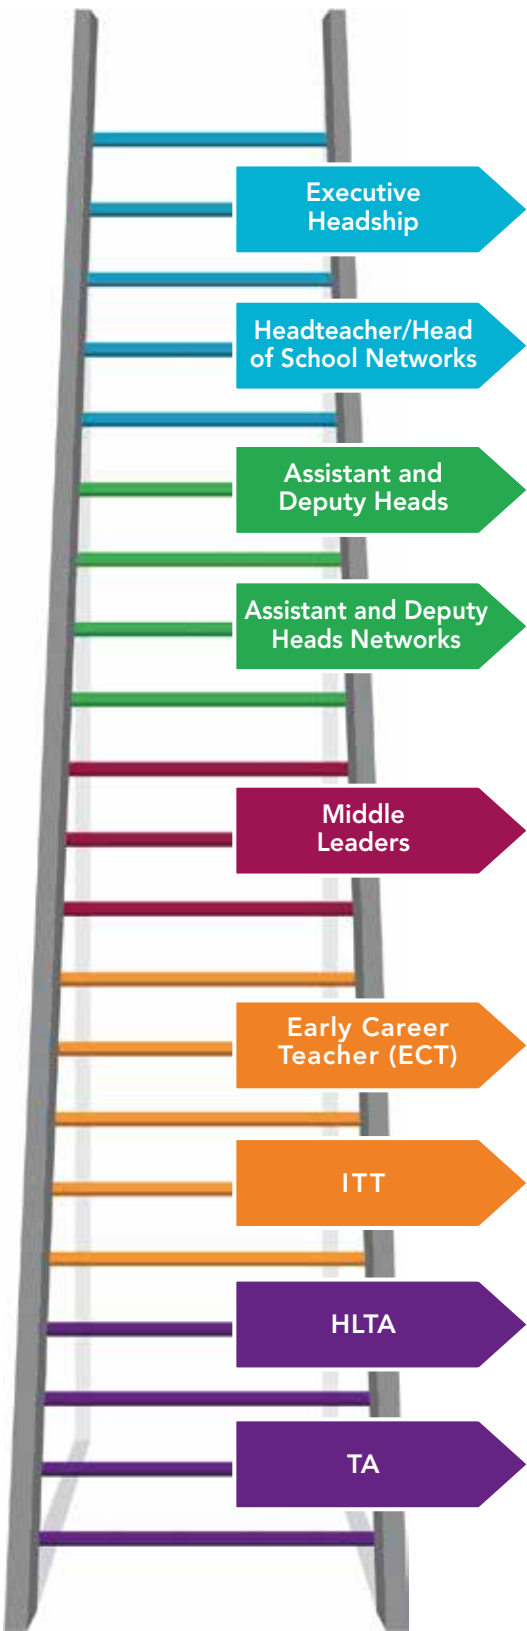 Executive
Headship
Headteacher/Head
of School Networks
Assistant and
Deputy Heads
Assistant and Deputy
Heads Networks
Middle
Leaders
Early Career
Teacher (ECT)
ITT
HLTA
TA